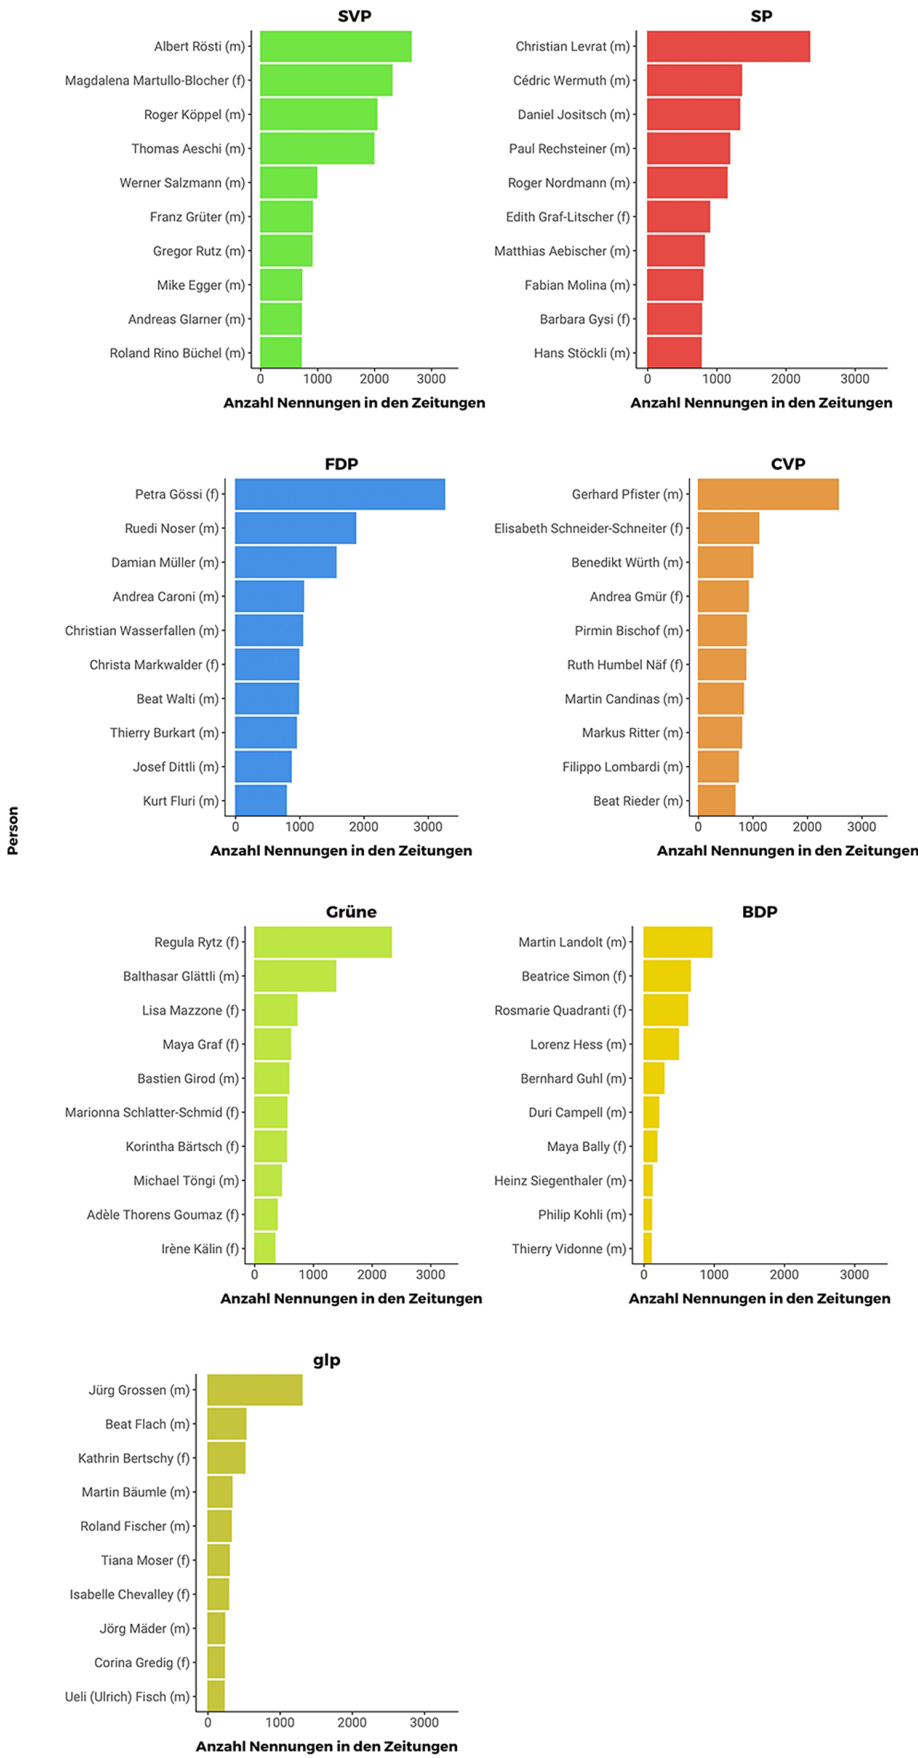 SVP
Albert Rösti (m)
Magdalena Martullo-Blocher (f)
Roger Köppel (m)
Thomas Aeschi (m)
Werner Salzmann (m)
Franz Grüter (m)
Gregor Rutz (m)
Mike Egger (m)
Andreas Glarner (m)
Roland Rino Büchel (m)
0 1000 2000 3000
Anzahl Nennungen in den Zeitungen
SP
Christian Levrat (m)
Cédric Wermuth (m)
Daniel Jositsch (m)
Paul Rechsteiner (m)
Roger Nordmann (m)
Edith Graf-Litscher (f)
Matthias Aebischer (m)
Fabian Molina (m)
Barbara Gysi (f)
Hans Stöckli (m)
0 1000 2000 3000
Anzahl Nennungen in den Zeitungen
Person
FDP
Petra Gössi (f)
Ruedi Noser (m)
Damian Müller (m)
Andrea Caroni (m)
Christian Wasserfallen (m)
Christa Markwalder (f)
Beat Walti (m)
Thierry Burkart (m)
Josef Dittli (m)
Kurt Fluri (m)
0 1000 2000 3000
Anzahl Nennungen in den Zeitungen
CVP
Gerhard Pfister (m)
Elisabeth Schneider-Schneiter (f)
Benedikt Würth (m)
Andrea Gmür (f)
Pirmin Bischof (m)
Ruth Humbel Näf (f)
Martin Candinas (m)
Markus Ritter (m)
Filippo Lombardi (m)
Beat Rieder (m)
0 1000 2000 3000
Anzahl Nennungen in den Zeitungen
Grüne
Regula Rytz (f)
Balthasar Glättli (m)
Lisa Mazzone (f)
Maya Graf (f)
Bastien Girod (m)
Marionna Schlatter-Schmid (f)
Korintha Bärtsch (f)
Michael Töngi (m)
Adèle Thorens Goumaz (f)
Irène Kälin (f)
0 1000 2000 3000
Anzahl Nennungen in den Zeitungen
BDP
Martin Landolt (m)
Beatrice Simon (f)
Rosmarie Quadranti (f)
Lorenz Hess (m)
Bernhard Guhl (m)
Duri Campell (m)
Maya Bally (f)
Heinz Siegenthaler (m)
Philip Kohli (m)
Thierry Vidonne (m)
0 1000 2000 3000
Anzahl Nennungen in den Zeitungen
glp
Jürg Grossen (m)
Beat Flach (m)
Kathrin Bertschy (f)
Martin Bäumle (m)
Roland Fischer (m)
Tiana Moser (f)
Isabelle Chevalley (f)
Jörg Mäder (m)
Corina Gredig (f)
Ueli (Ulrich) Fisch (m)
0 1000 2000 3000
Anzahl Nennungen in den Zeitungen